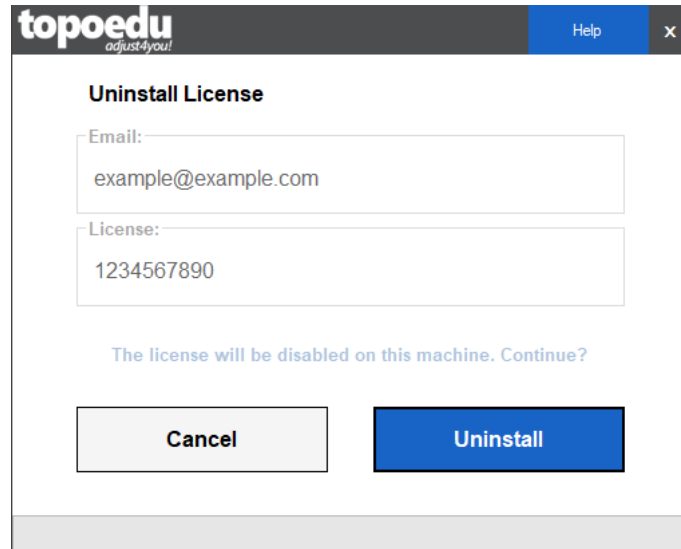 topoedu
adjust4you!
Help
x
Uninstall License
Email:
example@example.com
License:
1234567890
The license will be disabled on this machine. Continue?
Cancel
Uninstall